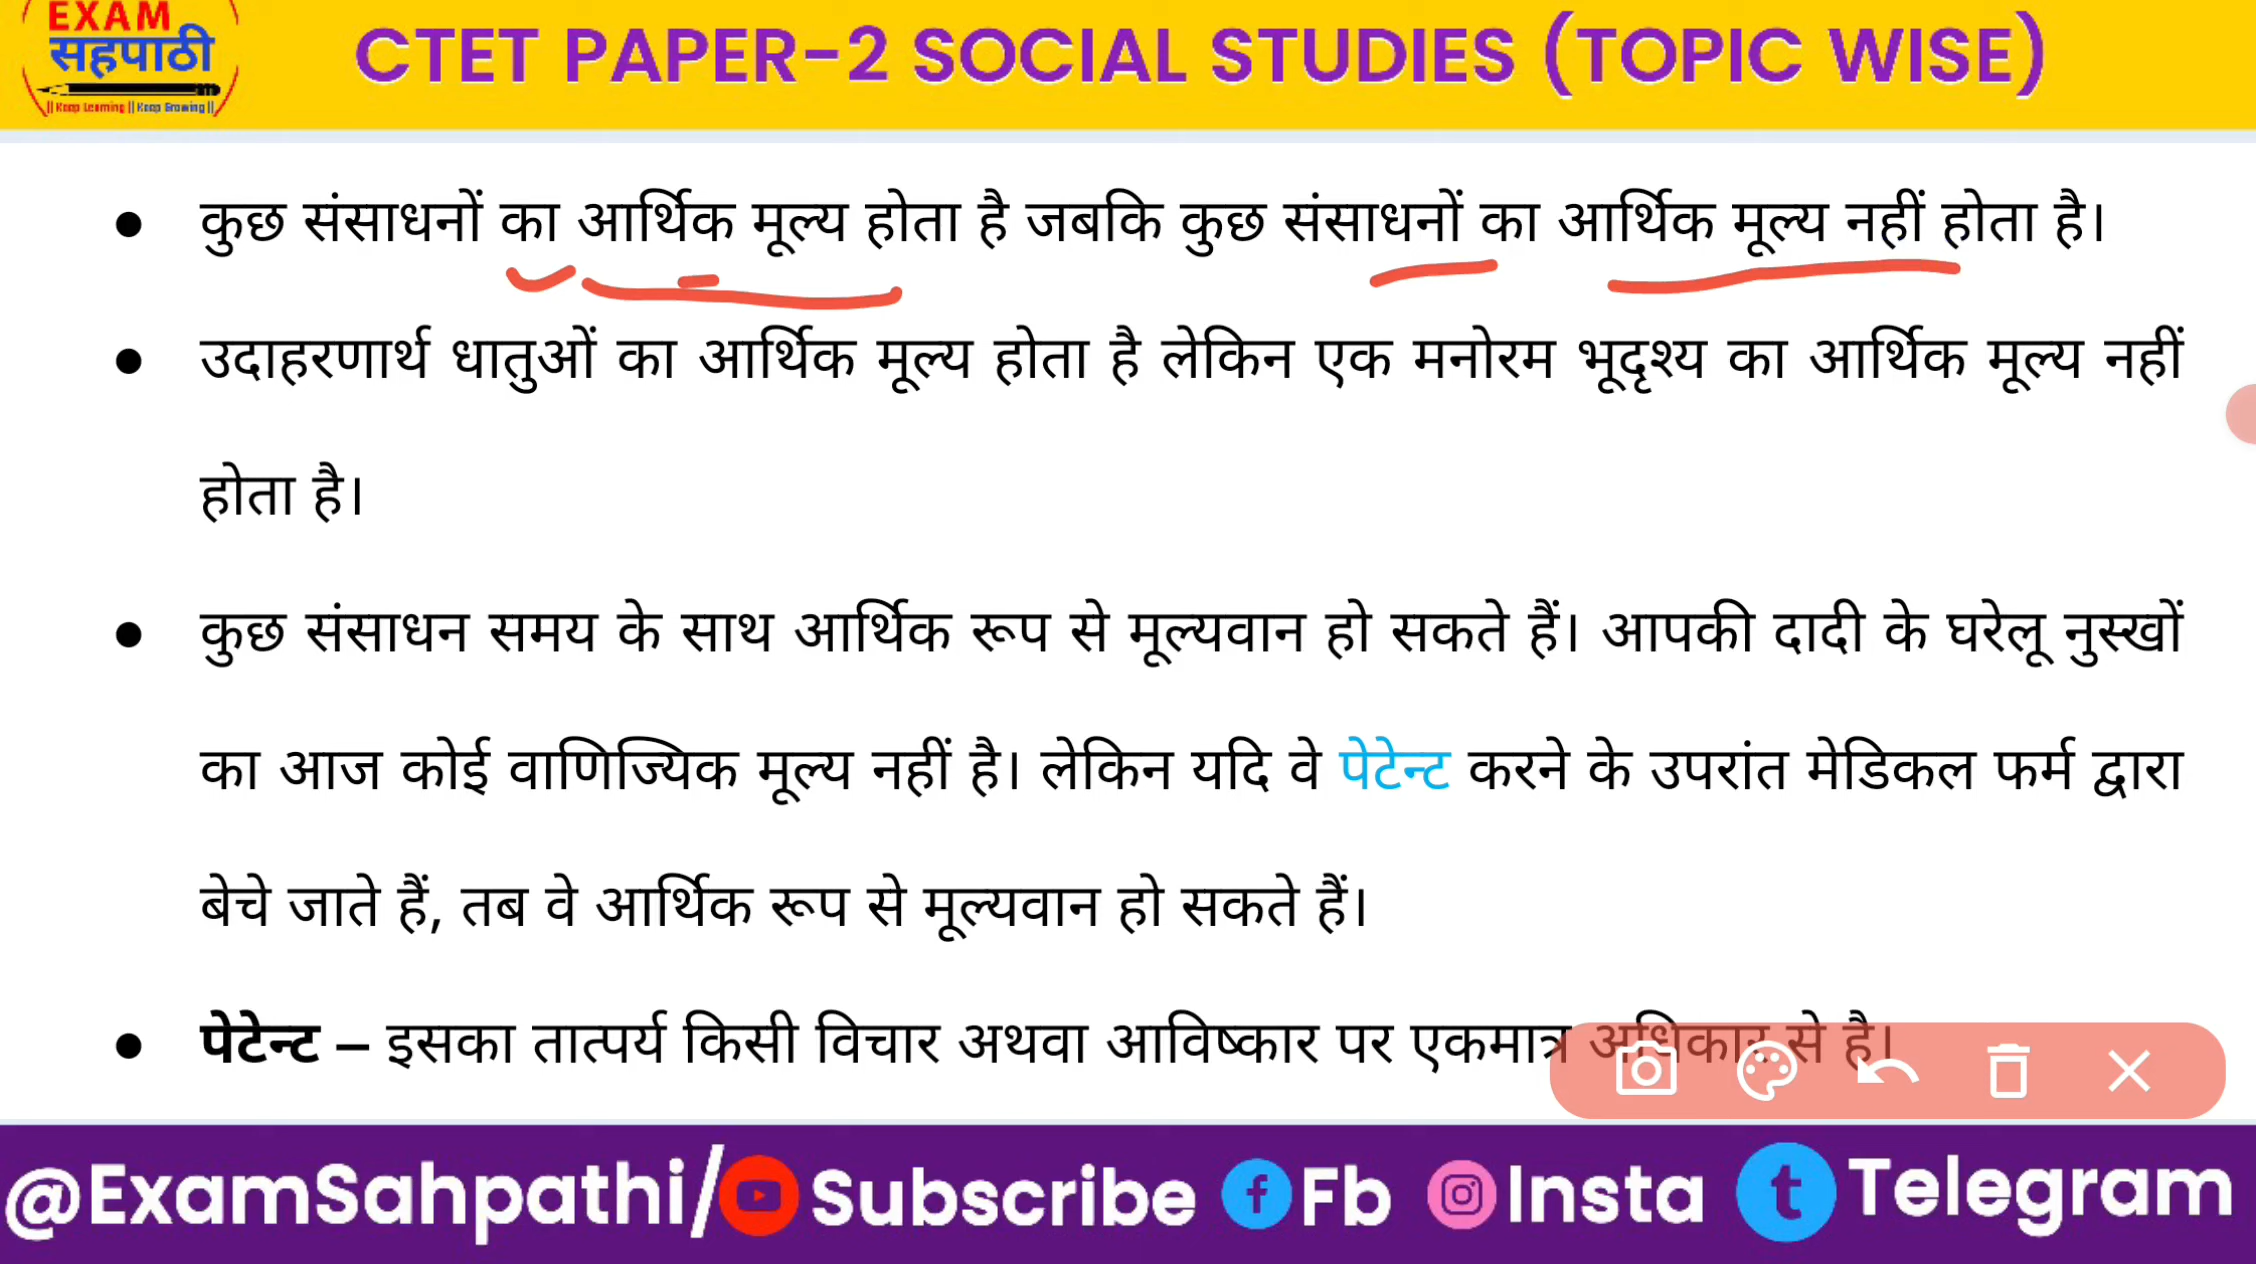 EXAM
सहपाठी
|| Keep Learning || Keep Growing ||
CTET PAPER-2 SOCIAL STUDIES (TOPIC WISE)
● कुछ संसाधनों का आर्थिक मूल्य होता है जबकि कुछ संसाधनों का आर्थिक मूल्य नहीं होता है।
● उदाहरणार्थ धातुओं का आर्थिक मूल्य होता है लेकिन एक मनोरम भूदृश्य का आर्थिक मूल्य नहीं
होता है।
● कुछ संसाधन समय के साथ आर्थिक रूप से मूल्यवान हो सकते हैं। आपकी दादी के घरेलू नुस्खों
का आज कोई वाणिज्यिक मूल्य नहीं है। लेकिन यदि वे पेटेन्ट करने के उपरांत मेडिकल फर्म द्वारा
बेचे जाते हैं, तब वे आर्थिक रूप से मूल्यवान हो सकते हैं।
● पेटेन्ट – इसका तात्पर्य किसी विचार अथवा आविष्कार पर एकमात्र अधिकार से है।
@ExamSahpathi/ Subscribe f Fb Insta t Telegram